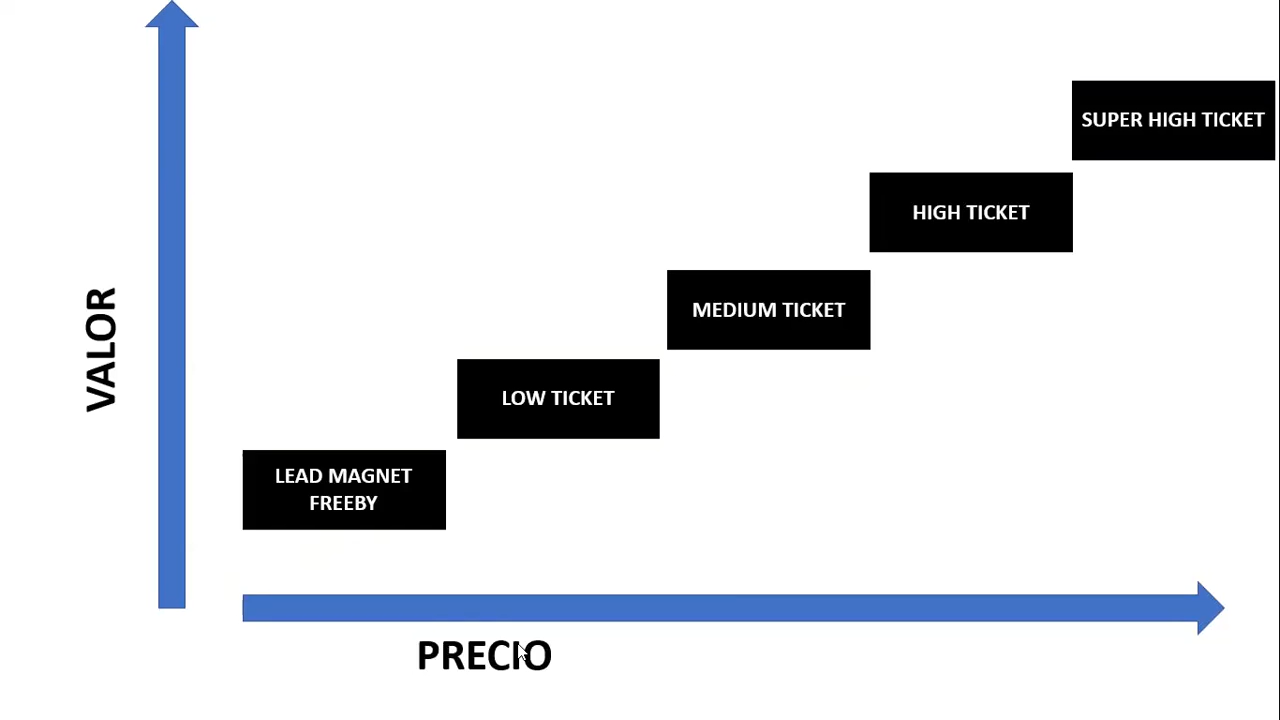 SUPER HIGH TICKET
HIGH TICKET
MEDIUM TICKET
LOW TICKET
LEAD MAGNET
FREEBY
VALOR
PRECIO